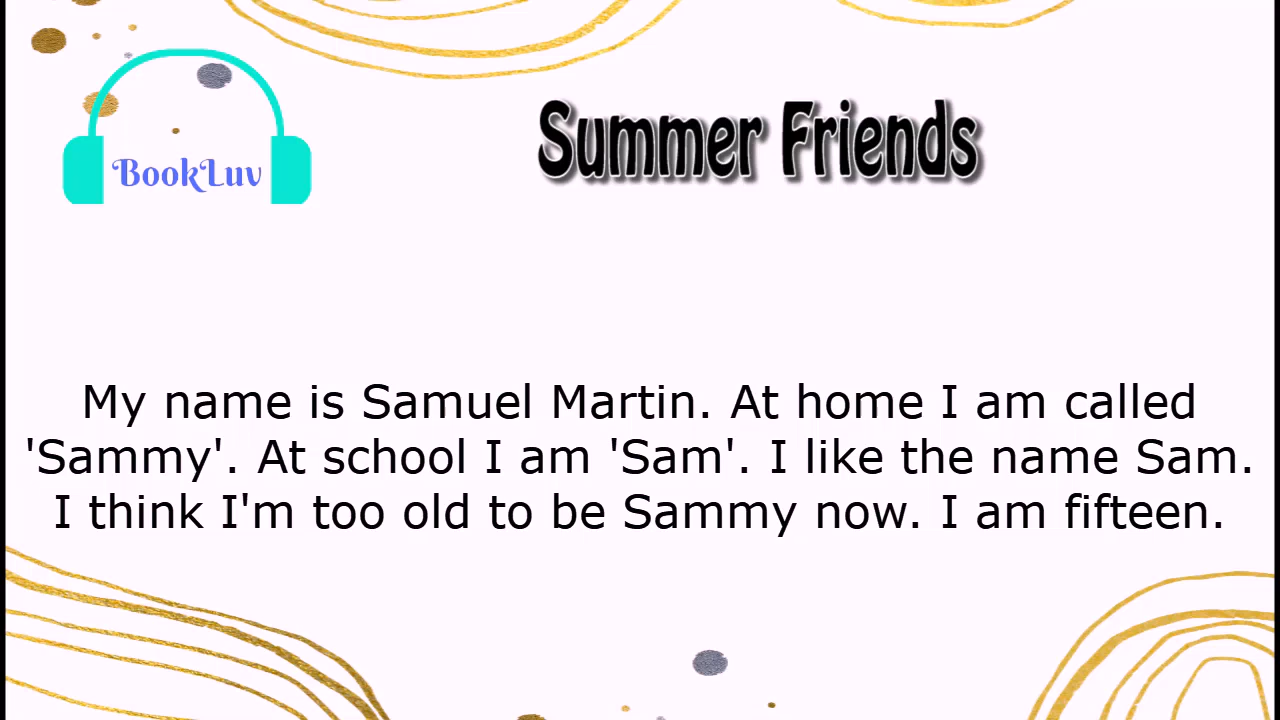 Summer Friends
BookLuv
My name is Samuel Martin. At home I am called
'Sammy'. At school I am 'Sam'. I like the name Sam.
I think I'm too old to be Sammy now. I am fifteen.